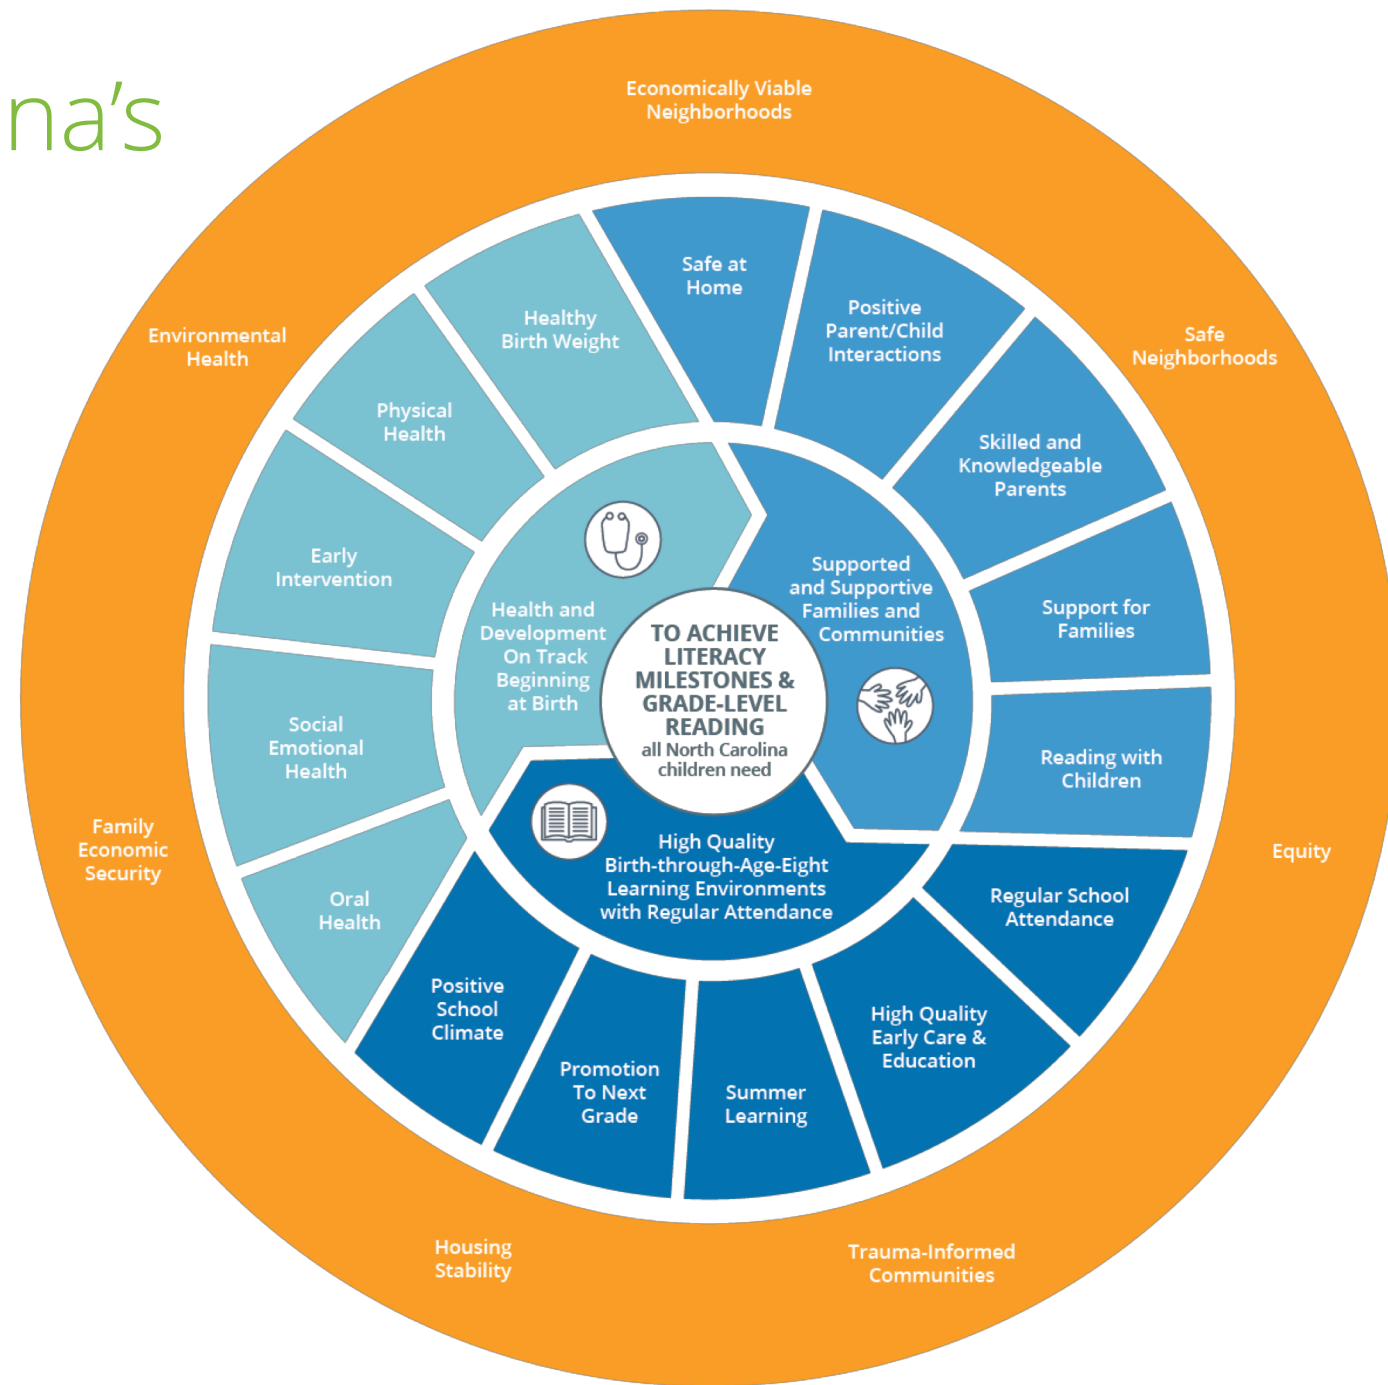 na's
Economically Viable
Neighborhoods
Safe
Neighborhoods
Equity
Trauma-Informed
Communities
Housing
Stability
Family
Economic
Security
Environmental
Health
Safe at
Home
Positive
Parent/Child
Interactions
Skilled and
Knowledgeable
Parents
Support for
Families
Reading with
Children
Regular School
Attendance
High Quality
Early Care &
Education
Summer
Learning
Promotion
To Next
Grade
Positive
School
Climate
Oral
Health
Social
Emotional
Health
Early
Intervention
Physical
Health
Healthy
Birth Weight
Health and
Development
On Track
Beginning
at Birth
Supported
and Supportive
Families and
Communities
High Quality
Birth-through-Age-Eight
Learning Environments
with Regular Attendance
TO ACHIEVE
LITERACY
MILESTONES &
GRADE-LEVEL
READING
all North Carolina
children need